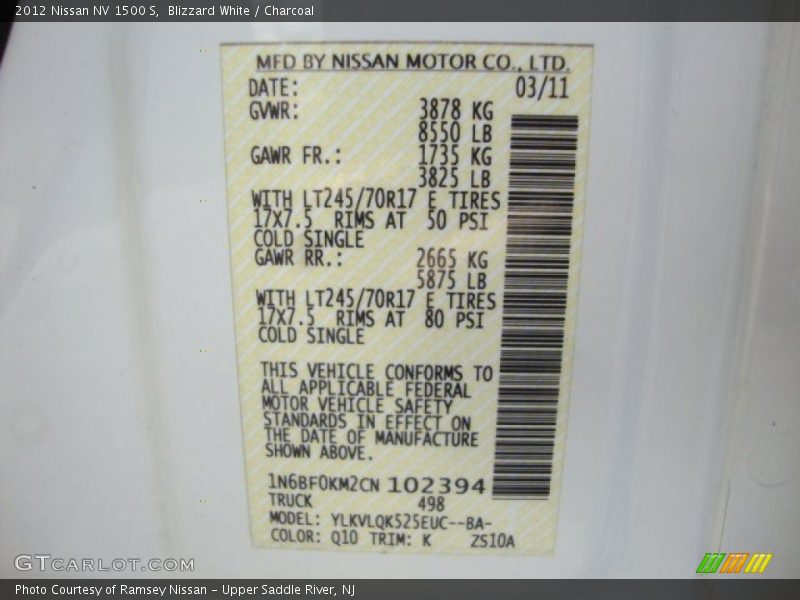 2012 Nissan NV 1500 S,  Blizzard White / Charcoal
MFD BY NISSAN MOTOR CO., LTD.
DATE: 03/11
GVWR: 3878 KG
8550 LB
GAWR FR.: 1735 KG
3825 LB
WITH LT245/70R17 E TIRES
17X7.5 RIMS AT 50 PSI
COLD SINGLE
GAWR RR.: 2665 KG
5875 LB
WITH LT245/70R17 E TIRES
17X7.5 RIMS AT 80 PSI
COLD SINGLE
THIS VEHICLE CONFORMS TO
ALL APPLICABLE FEDERAL
MOTOR VEHICLE SAFETY
STANDARDS IN EFFECT ON
THE DATE OF MANUFACTURE
SHOWN ABOVE.
1N6BF0KM2CN 102394
TRUCK 498
MODEL: YLKVLQK525EUC--BA-
COLOR: Q10 TRIM: K ZS10A
GTCARLOT.COM
Photo Courtesy of Ramsey Nissan – Upper Saddle River, NJ